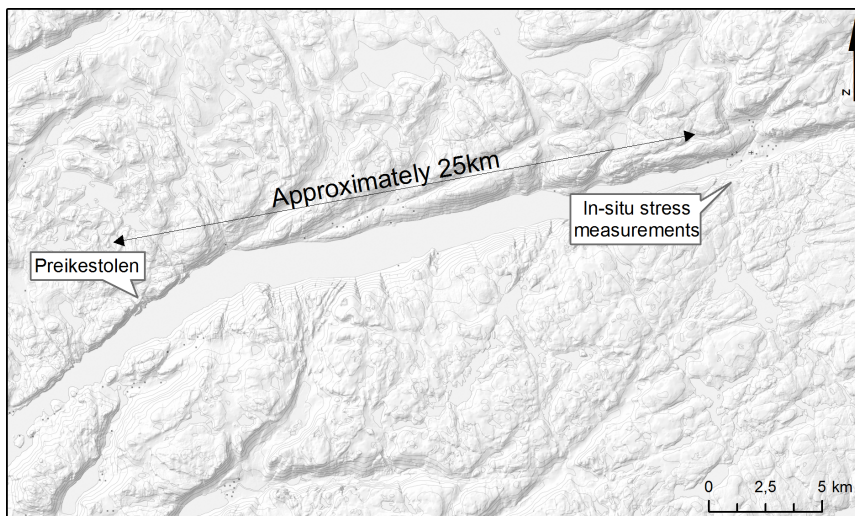 Approximately 25km
Preikestolen
In-situ stress
measurements
N
0 2,5 5 km